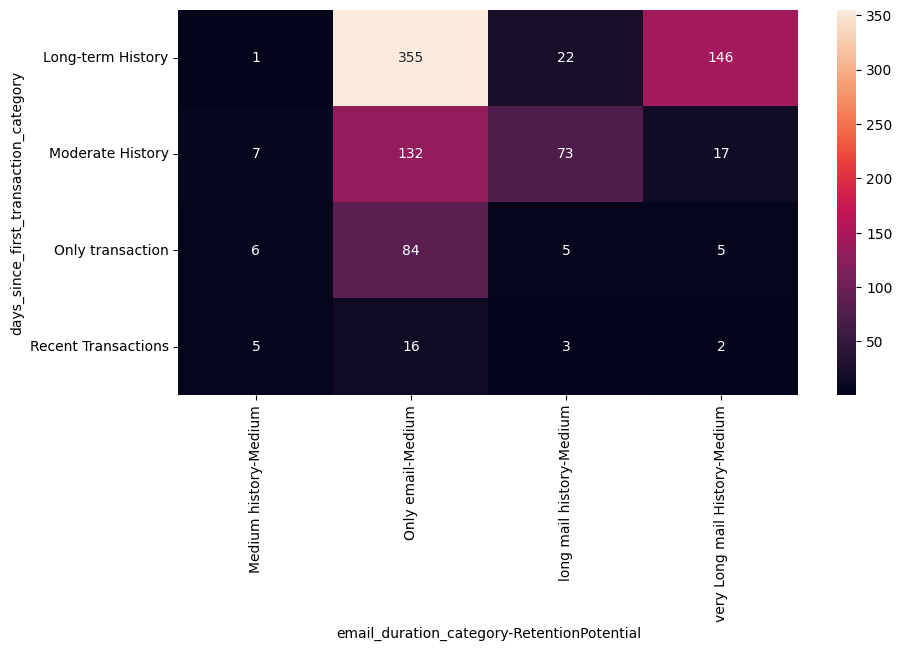 days_since_first_transaction_category
Long-term History 1 355 22 146
Moderate History 7 132 73 17
Only transaction 6 84 5 5
Recent Transactions 5 16 3 2
Medium history-Medium
Only email-Medium
long mail history-Medium
very Long mail History-Medium
email_duration_category-RetentionPotential
350
300
250
200
150
100
50